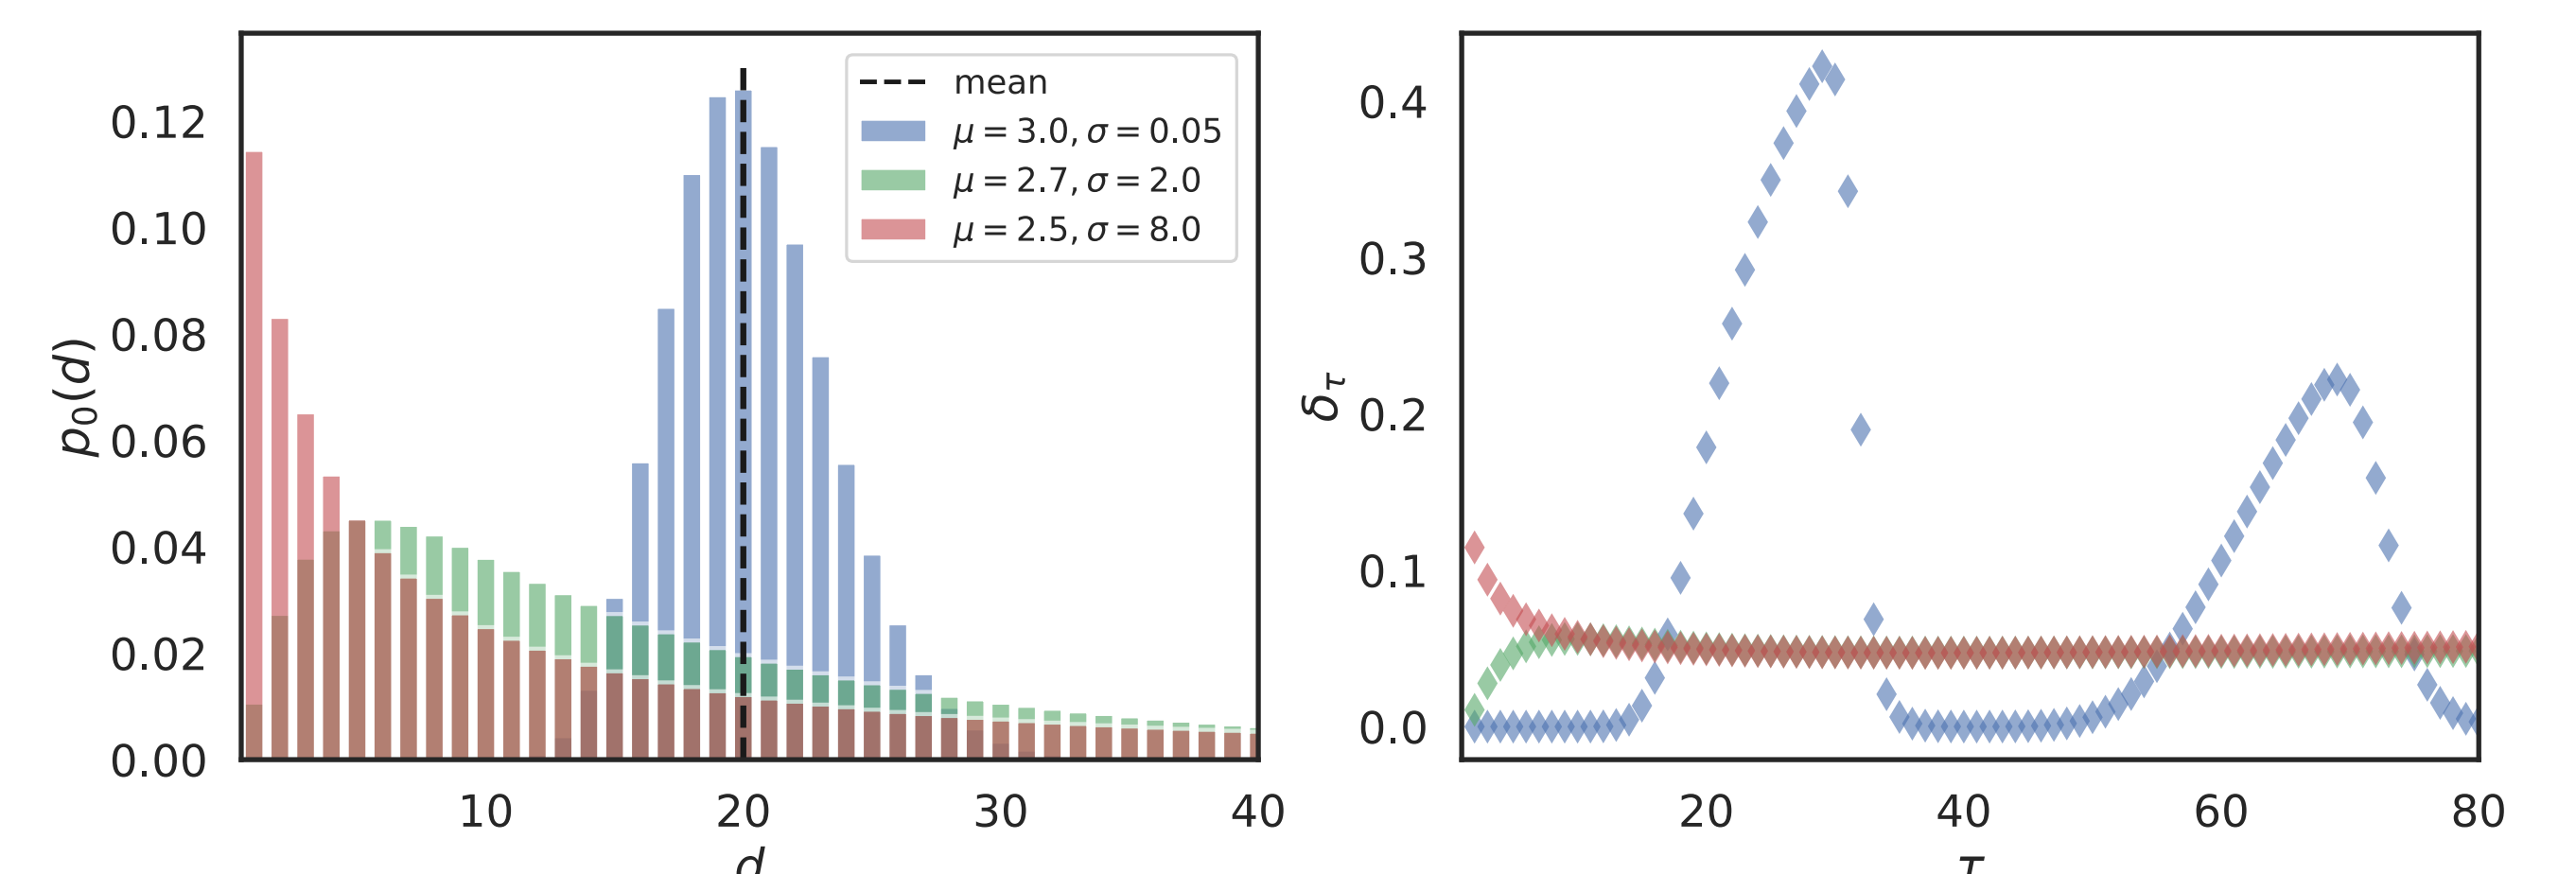 mean
μ = 3.0, σ = 0.05
μ = 2.7, σ = 2.0
μ = 2.5, σ = 8.0
p₀(d)
0.12
0.10
0.08
0.06
0.04
0.02
0.00
10 20 30 40
d
δ_τ
0.4
0.3
0.2
0.1
0.0
20 40 60 80
τ